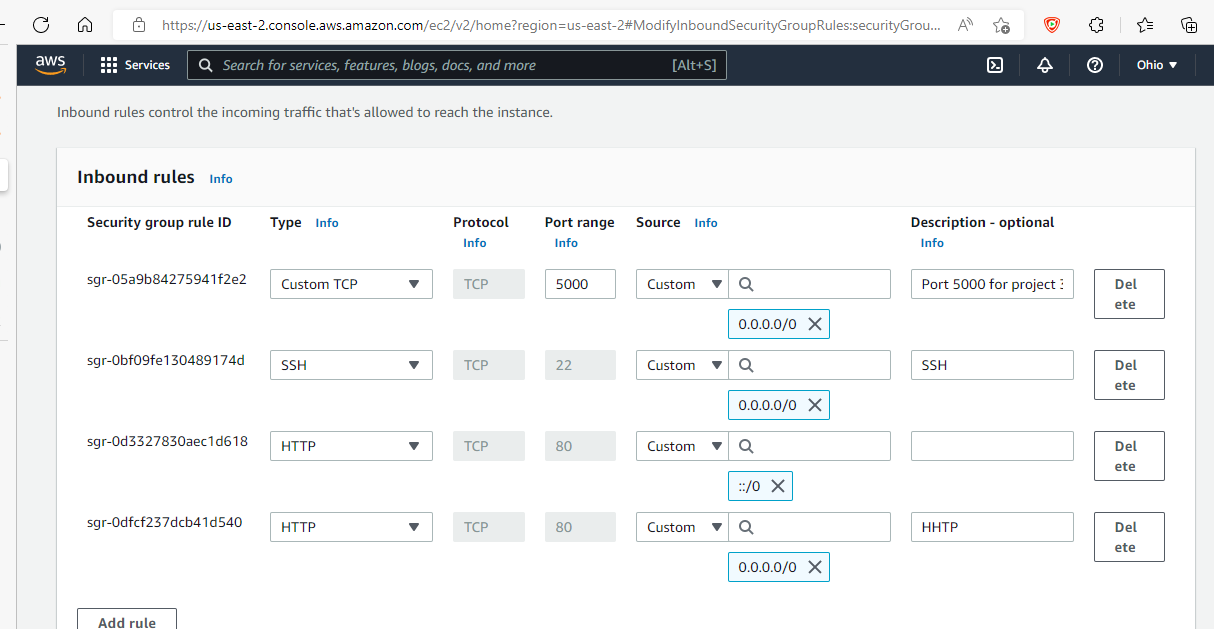 https://us-east-2.console.aws.amazon.com/ec2/v2/home?region=us-east-2#ModifyInboundSecurityGroupRules:securityGrou...
aws Services Search for services, features, blogs, docs, and more [Alt+S] Ohio
Inbound rules control the incoming traffic that's allowed to reach the instance.
Inbound rules Info
Security group rule ID Type Info Protocol Info Port range Info Source Info Description - optional Info
sgr-05a9b84275941f2e2 Custom TCP TCP 5000 Custom Port 5000 for project Delete
0.0.0.0/0
sgr-0bf09fe130489174d SSH TCP 22 Custom SSH Delete
0.0.0.0/0
sgr-0d3327830aec1d618 HTTP TCP 80 Custom Delete
::/0
sgr-0dfcf237dcb41d540 HTTP TCP 80 Custom HHTP Delete
0.0.0.0/0
Add rule